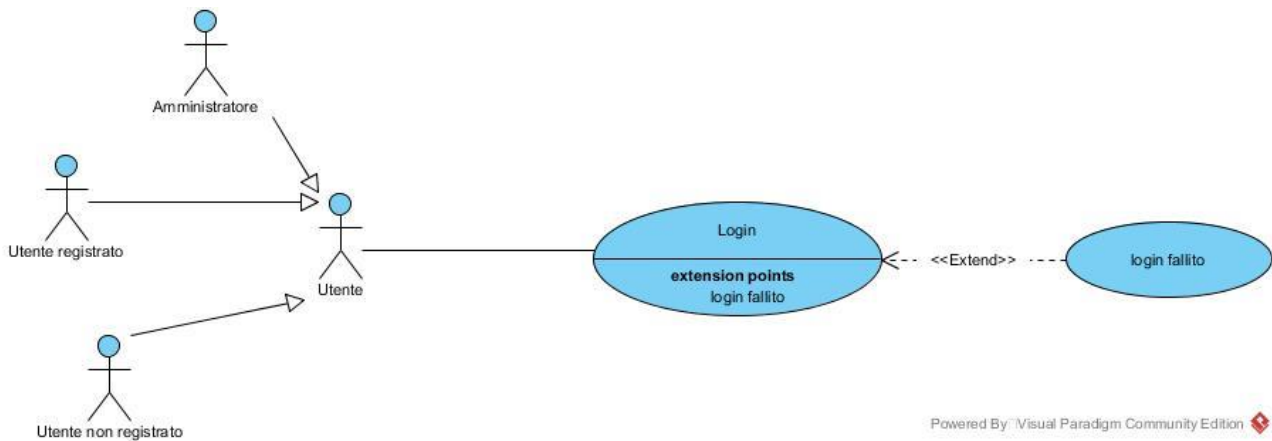 Amministratore
Utente registrato
Utente
Utente non registrato
Login
extension points
login fallito
<<Extend>>
login fallito
Powered By Visual Paradigm Community Edition